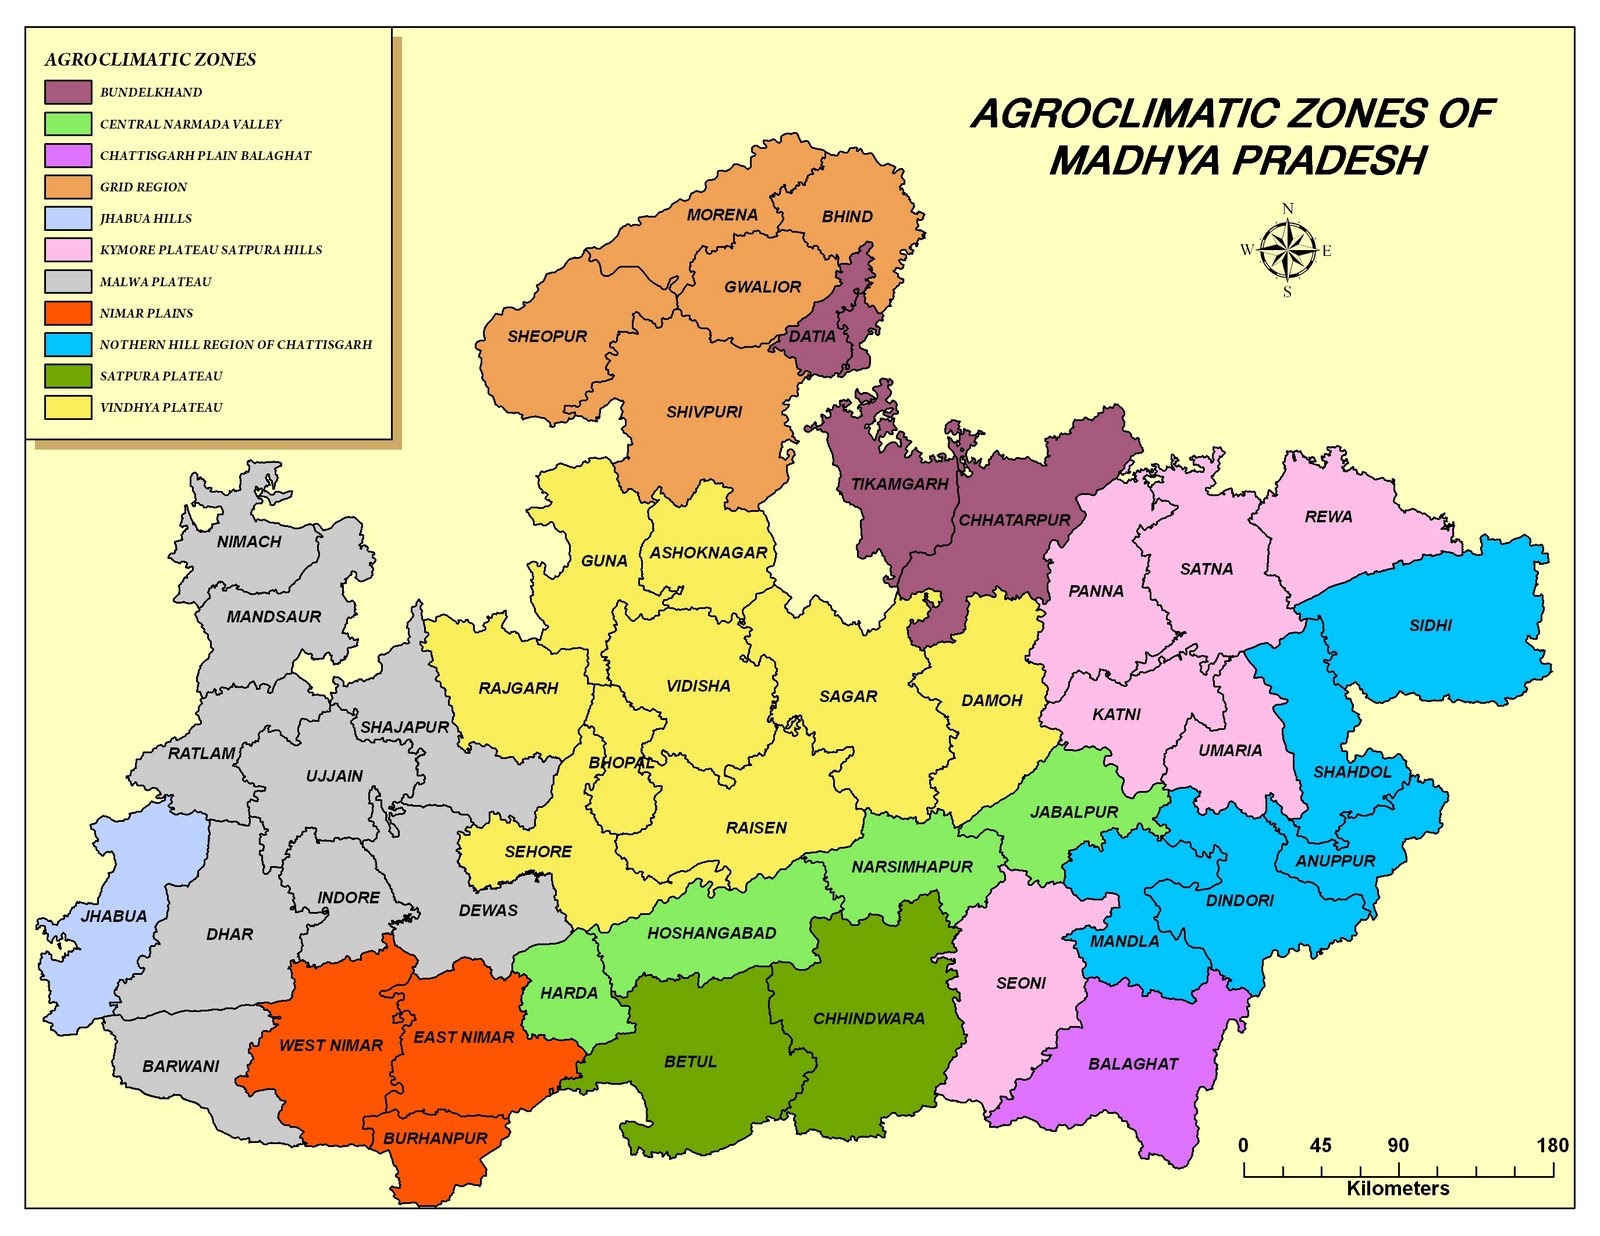 AGROCLIMATIC ZONES
BUNDELKHAND
CENTRAL NARMADA VALLEY
CHATTISGARH PLAIN BALAGHAT
GRID REGION
JHABUA HILLS
KYMORE PLATEAU SATPURA HILLS
MALWA PLATEAU
NIMAR PLAINS
NOTHERN HILL REGION OF CHATTISGARH
SATPURA PLATEAU
VINDHYA PLATEAU
AGROCLIMATIC ZONES OF
MADHYA PRADESH
N
W E
S
MORENA
BHIND
GWALIOR
SHEOPUR
DATIA
SHIVPURI
TIKAMGARH
CHHATARPUR
REWA
NIMACH
GUNA
ASHOKNAGAR
SATNA
PANNA
MANDSAUR
SIDHI
RAJGARH
VIDISHA
SAGAR
DAMOH
KATNI
SHAJAPUR
RATLAM
UMARIA
UJJAIN
BHOPAL
SHAHDOL
JABALPUR
RAISEN
SEHORE
NARSIMHAPUR
ANUPPUR
INDORE
DINDORI
JHABUA
DEWAS
DHAR
HOSHANGABAD
MANDLA
HARDA
SEONI
CHHINDWARA
WEST NIMAR
EAST NIMAR
BETUL
BARWANI
BALAGHAT
BURHANPUR
0 45 90 180
Kilometers